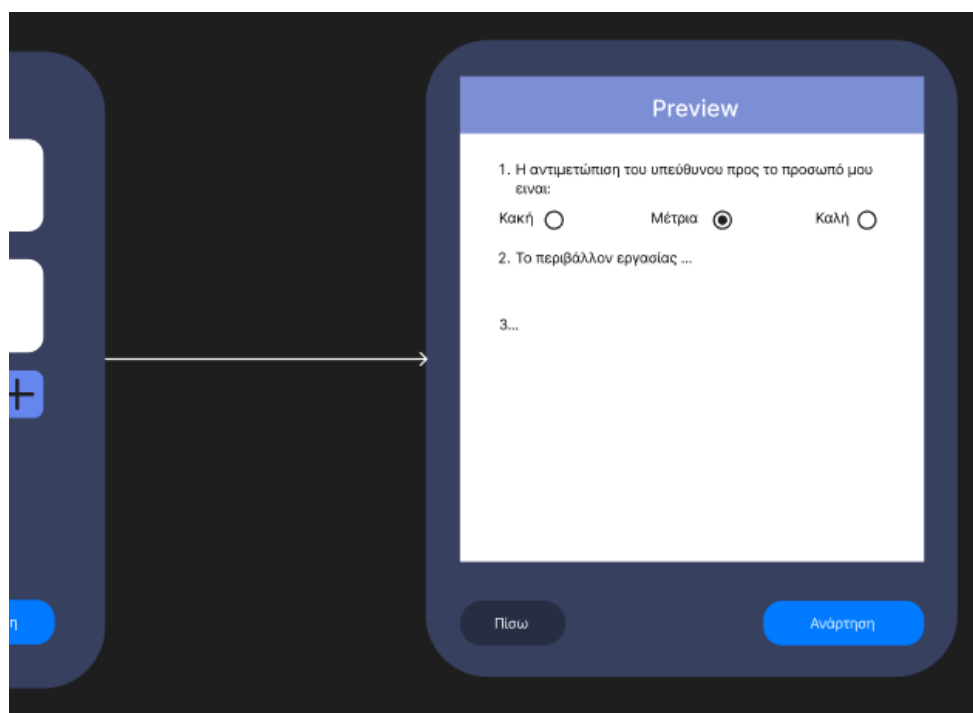 Preview
1. Η αντιμετώπιση του υπεύθυνου προς το προσωπό μου
ειναι:
Κακή Μέτρια Καλή
2. Το περιβάλλον εργασίας ...
3...
η
Πίσω Ανάρτηση